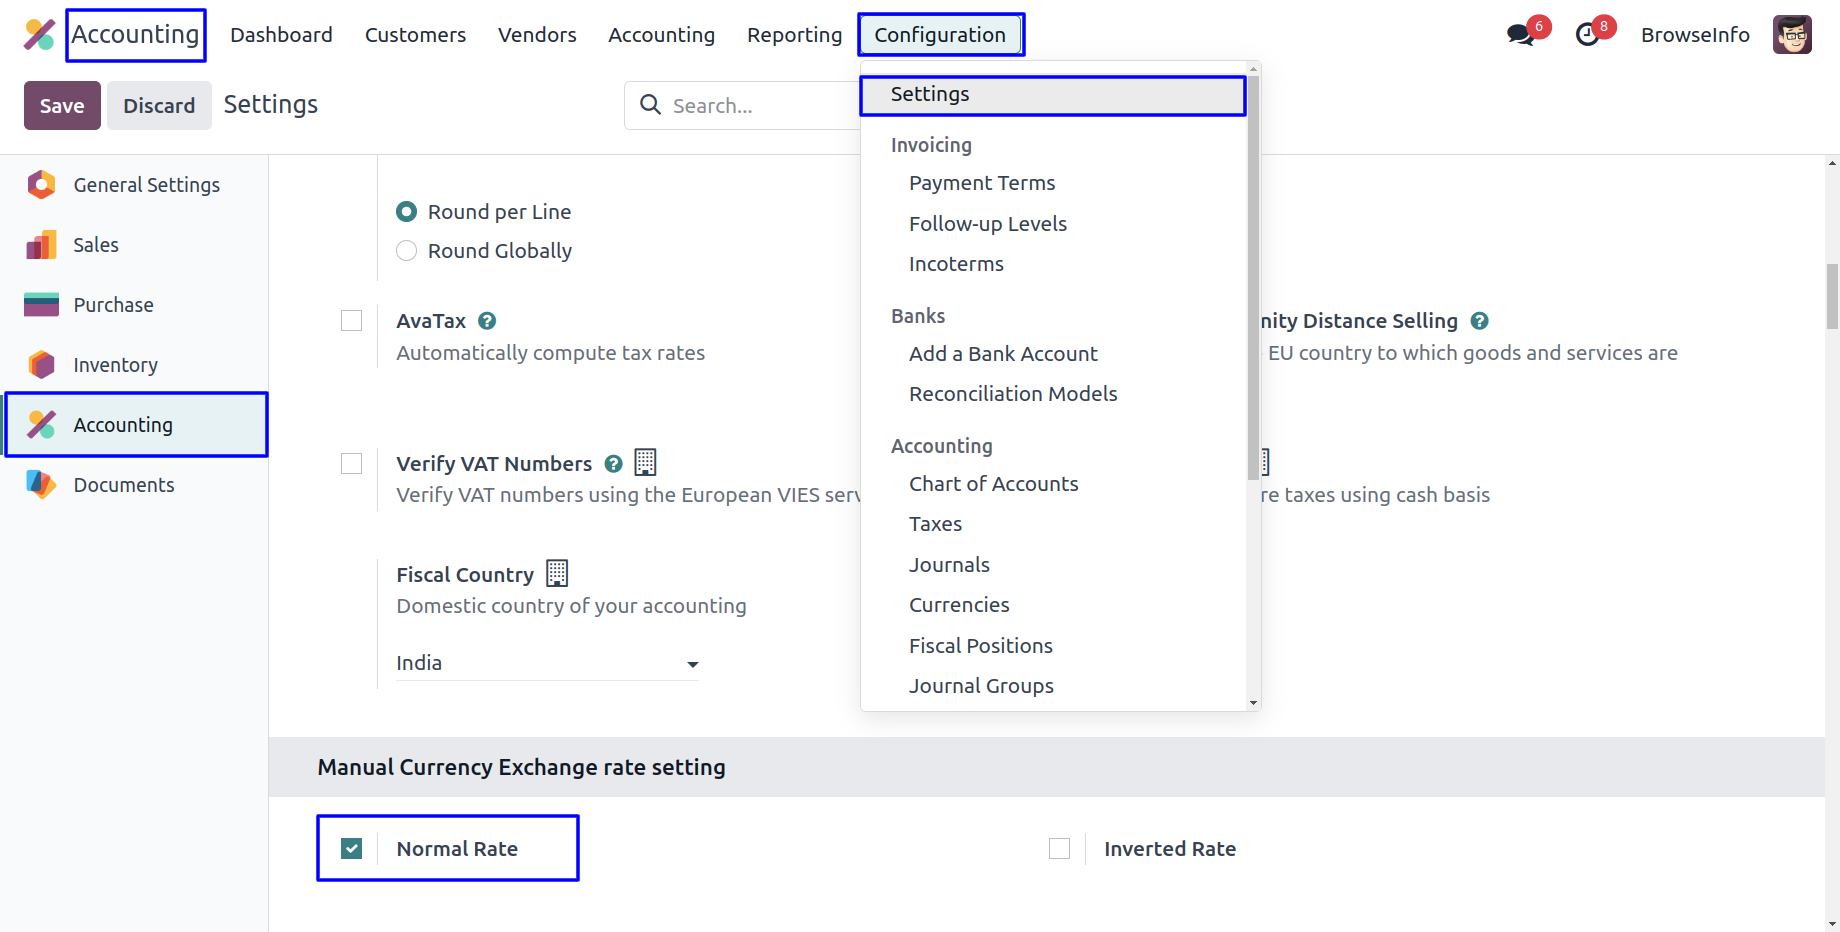 Accounting Dashboard Customers Vendors Accounting Reporting Configuration 6 8 BrowseInfo
Save Discard Settings Search...
Settings
Invoicing
Payment Terms
Follow-up Levels
Incoterms
Banks
Add a Bank Account
Reconciliation Models
Accounting
Chart of Accounts
Taxes
Journals
Currencies
Fiscal Positions
Journal Groups
General Settings
Sales
Purchase
Inventory
Accounting
Documents
Round per Line
Round Globally
AvaTax
Automatically compute tax rates
nity Distance Selling
EU country to which goods and services are
Verify VAT Numbers
Verify VAT numbers using the European VIES serv
re taxes using cash basis
Fiscal Country
Domestic country of your accounting
India
Manual Currency Exchange rate setting
Normal Rate
Inverted Rate